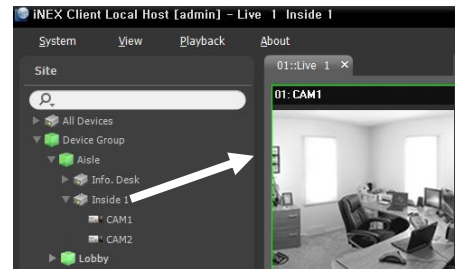 iNEX Client Local Host [admin] - Live 1 Inside 1
System View Playback About
Site
01::Live 1 ×
01: CAM1
All Devices
Device Group
Aisle
Info. Desk
Inside 1
CAM1
CAM2
Lobby